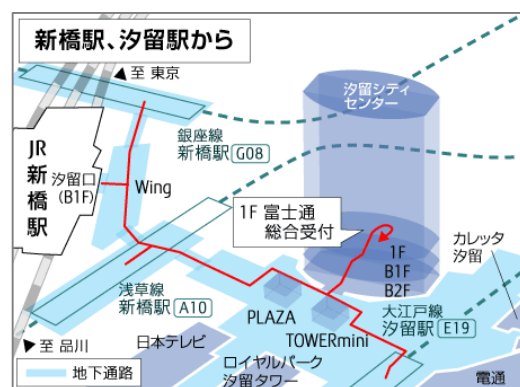 新橋駅、汐留駅から
▲至 東京
汐留シティ
センター
銀座線
新橋駅 G08
JR
新橋駅
汐留口
(B1F)
Wing
1F 富士通
総合受付
1F
B1F
B2F
カレッタ
汐留
浅草線
新橋駅 A10
PLAZA
TOWERmini
大江戸線
汐留駅 E19
▲至 品川
日本テレビ
ロイヤルパーク
汐留タワー
電通
地下通路